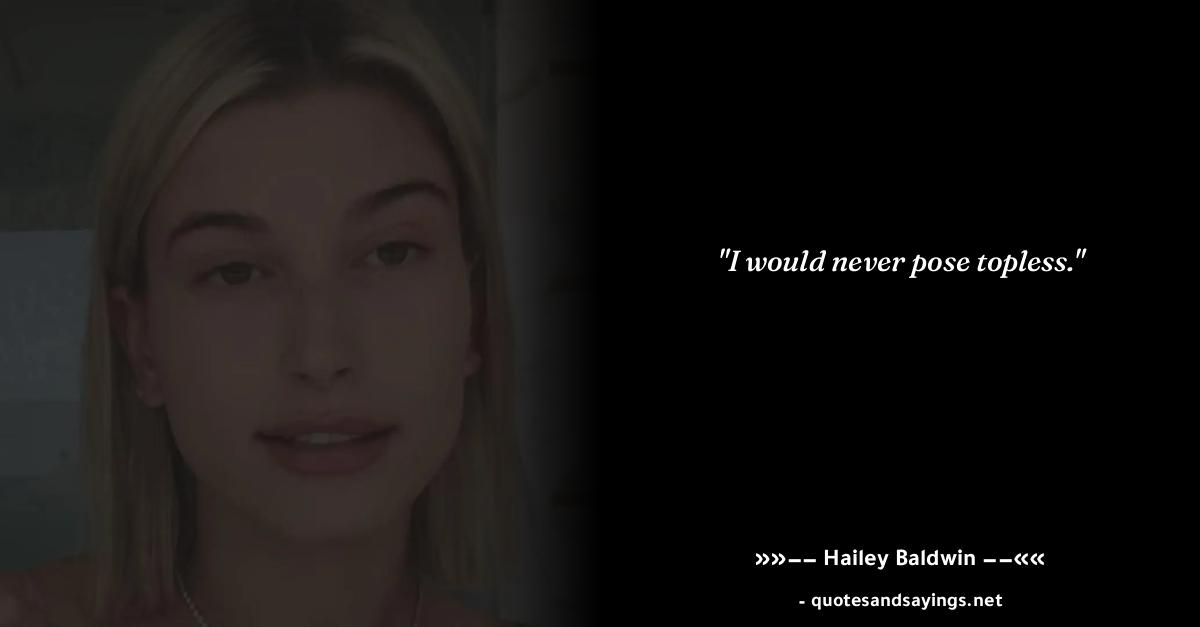 "I would never pose topless."
»»–– Hailey Baldwin ––««
- quotesandsayings.net